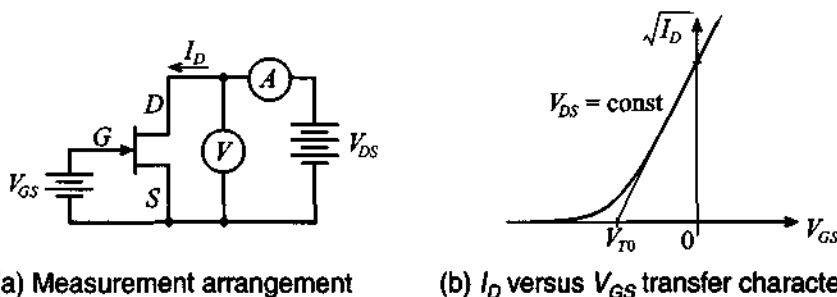 I_D
A
D
G
V
V_DS
V_GS
S
a) Measurement arrangement
√I_D
V_DS = const
V_T0
0
V_GS
(b) I_D versus V_GS transfer characte